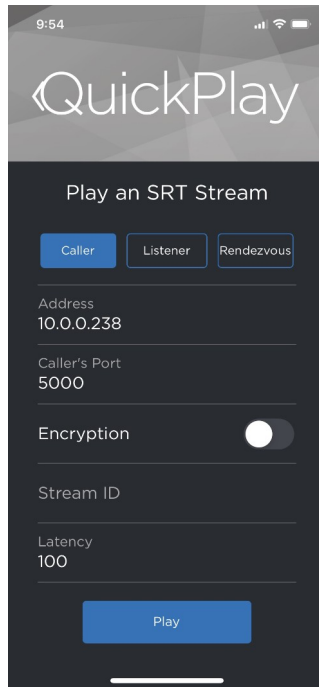 9:54
QuickPlay
Play an SRT Stream
Caller Listener Rendezvous
Address
10.0.0.238
Caller's Port
5000
Encryption
Stream ID
Latency
100
Play